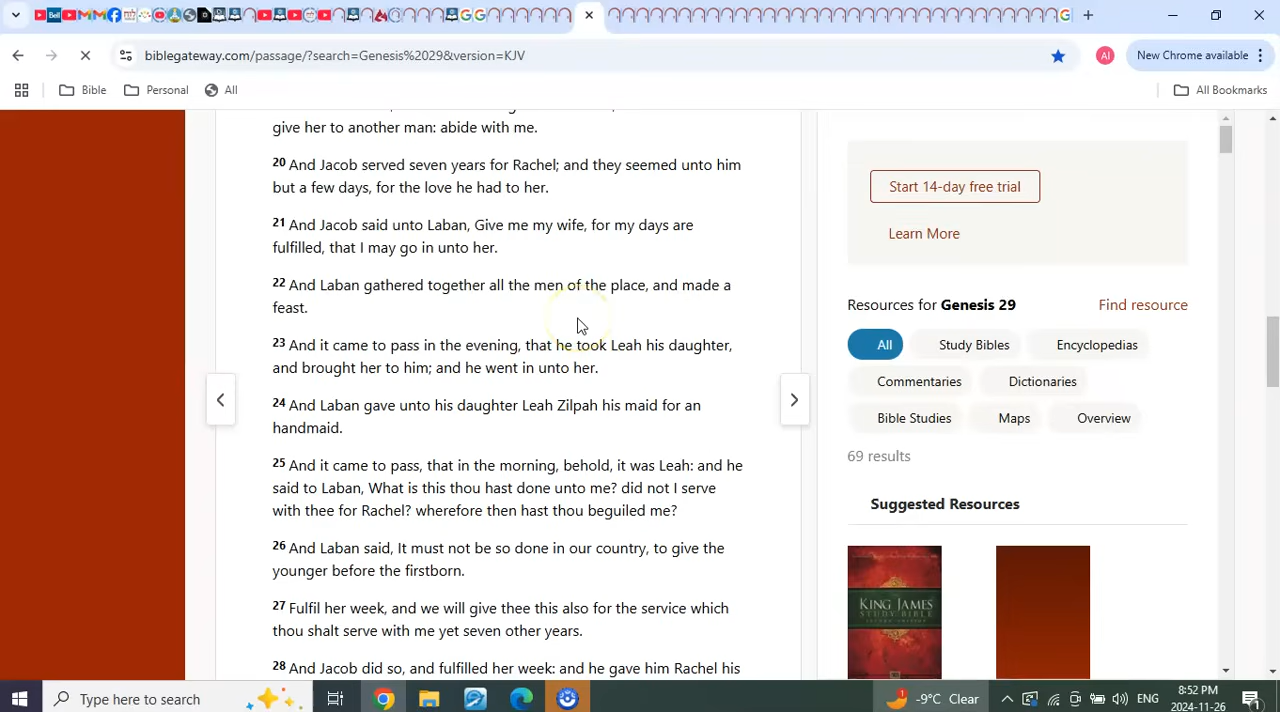 biblegateway.com/passage/?search=Genesis%2029&version=KJV
AI
New Chrome available
Bible
Personal
All
All Bookmarks
give her to another man: abide with me.
20 And Jacob served seven years for Rachel; and they seemed unto him
but a few days, for the love he had to her.
21 And Jacob said unto Laban, Give me my wife, for my days are
fulfilled, that I may go in unto her.
22 And Laban gathered together all the men of the place, and made a
feast.
23 And it came to pass in the evening, that he took Leah his daughter,
and brought her to him; and he went in unto her.
24 And Laban gave unto his daughter Leah Zilpah his maid for an
handmaid.
25 And it came to pass, that in the morning, behold, it was Leah: and he
said to Laban, What is this thou hast done unto me? did not I serve
with thee for Rachel? wherefore then hast thou beguiled me?
26 And Laban said, It must not be so done in our country, to give the
younger before the firstborn.
27 Fulfil her week, and we will give thee this also for the service which
thou shalt serve with me yet seven other years.
28 And Jacob did so, and fulfilled her week: and he gave him Rachel his
Start 14-day free trial
Learn More
Resources for Genesis 29
Find resource
All
Study Bibles
Encyclopedias
Commentaries
Dictionaries
Bible Studies
Maps
Overview
69 results
Suggested Resources
KING JAMES
STUDY BIBLE
SECOND EDITION
Type here to search
1
-9°C Clear
ENG
8:52 PM
2024-11-26
1